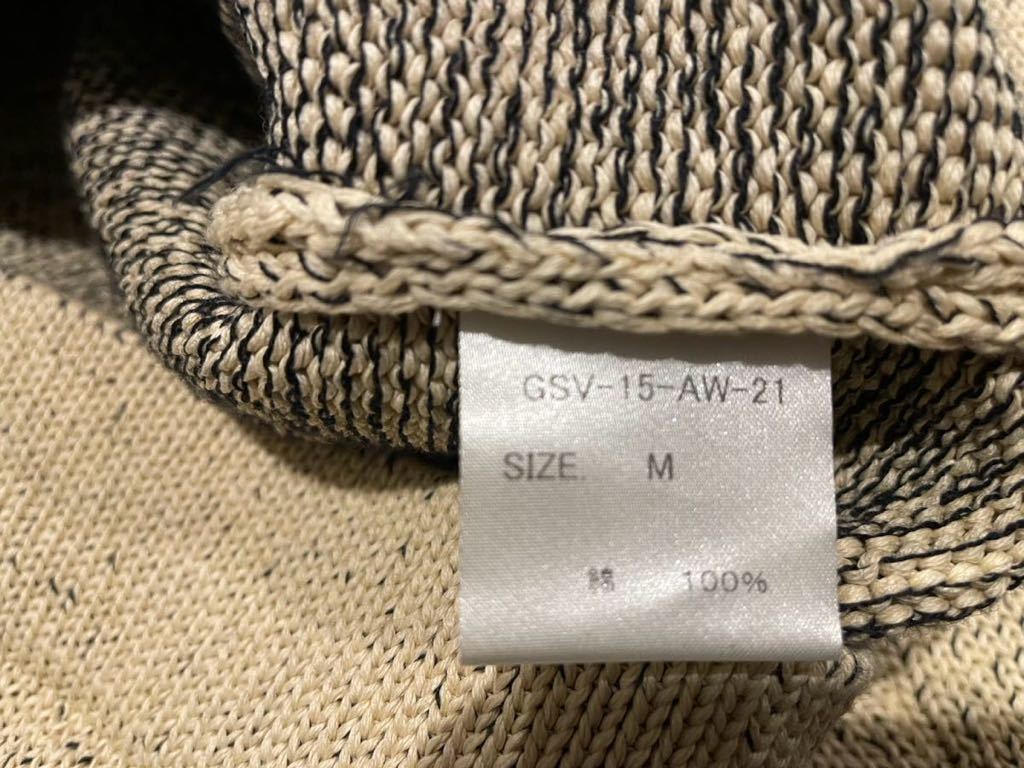 GSV-15-AW-21
SIZE. M
綿 100%